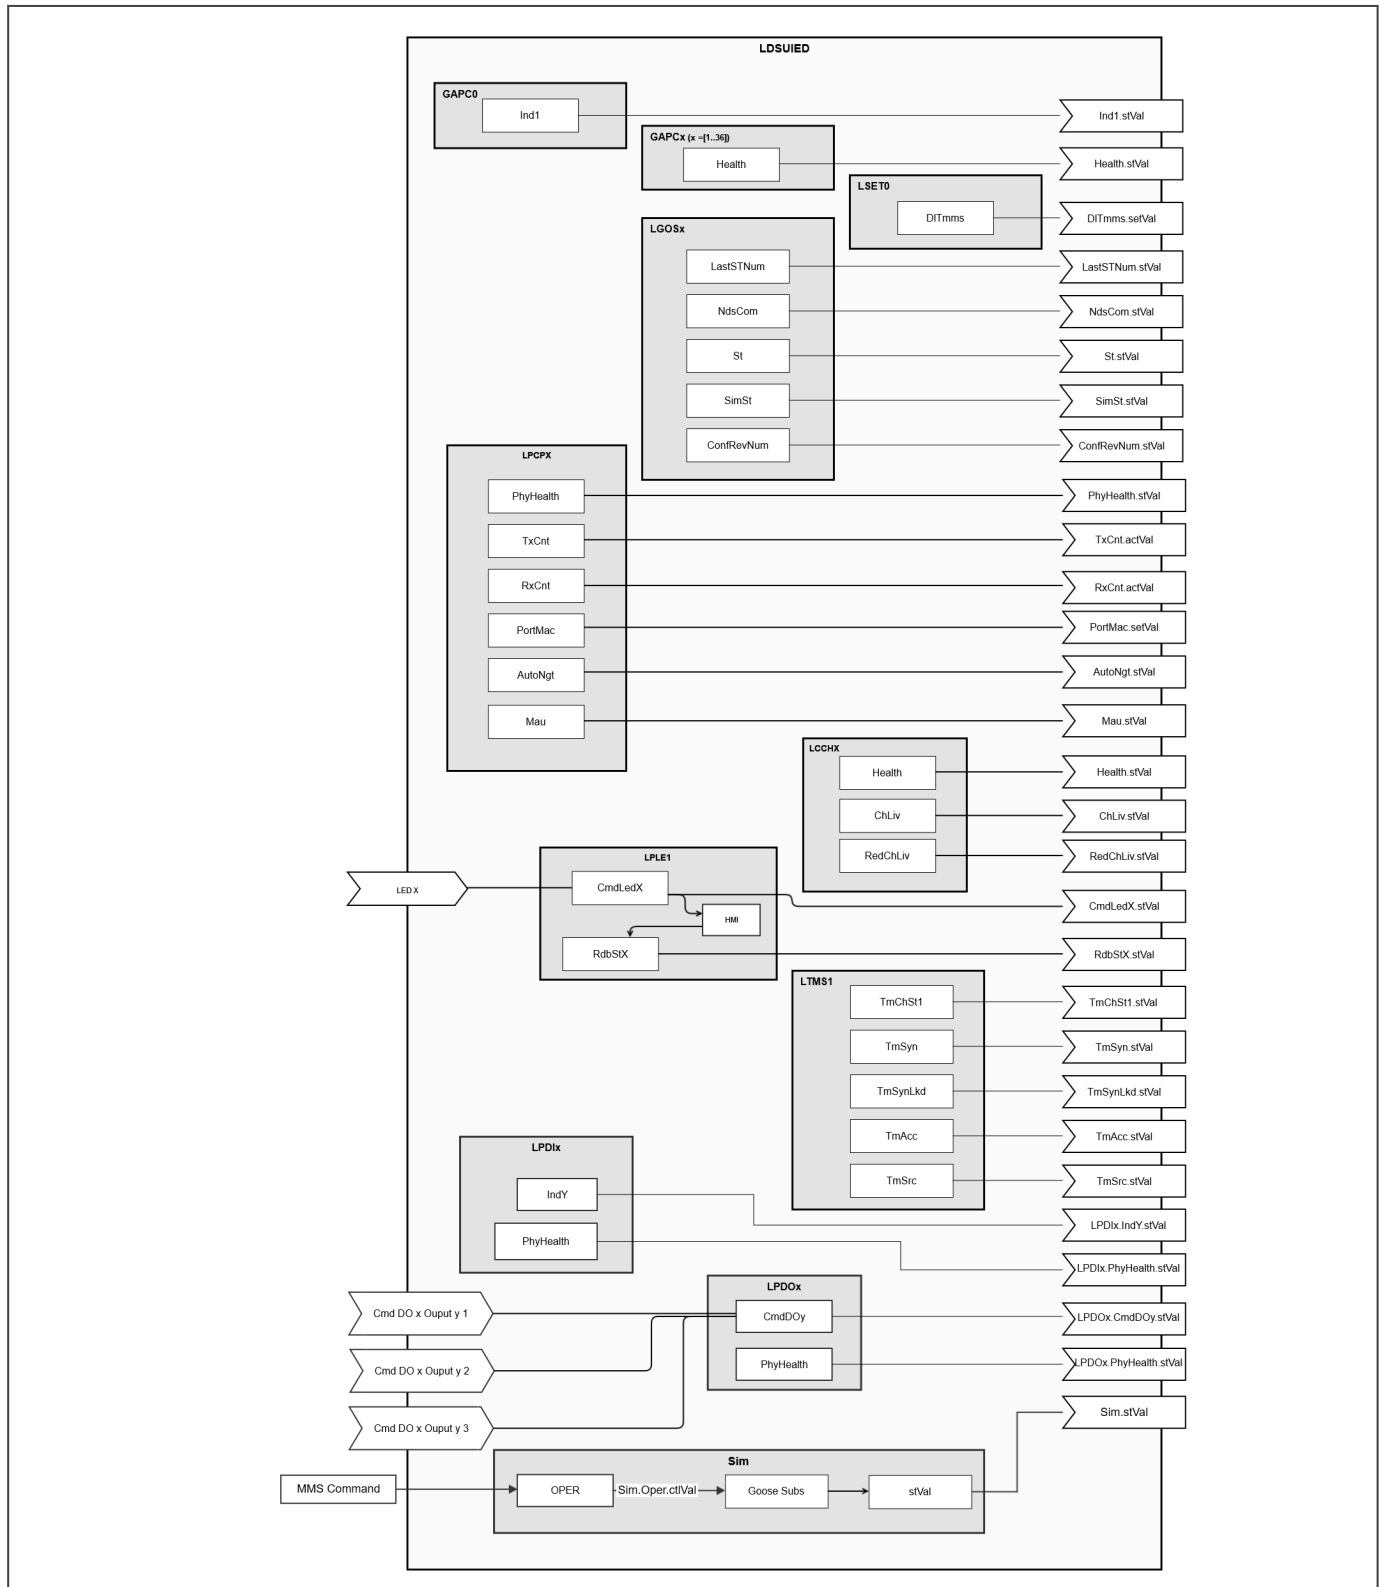 LDSUIED
GAPC0
Ind1
Ind1.stVal
GAPCx (x =[1..36])
Health
Health.stVal
LSET0
DITmms
DITmms.setVal
LGOSx
LastSTNum
LastSTNum.stVal
NdsCom
NdsCom.stVal
St
St.stVal
SimSt
SimSt.stVal
ConfRevNum
ConfRevNum.stVal
LPCPX
PhyHealth
PhyHealth.stVal
TxCnt
TxCnt.actVal
RxCnt
RxCnt.actVal
PortMac
PortMac.setVal
AutoNgt
AutoNgt.stVal
Mau
Mau.stVal
LCCHX
Health
Health.stVal
ChLiv
ChLiv.stVal
RedChLiv
RedChLiv.stVal
LPLE1
LED X
CmdLedX
CmdLedX.stVal
HMI
RdbStX
RdbStX.stVal
LTMS1
TmChSt1
TmChSt1.stVal
TmSyn
TmSyn.stVal
TmSynLkd
TmSynLkd.stVal
TmAcc
TmAcc.stVal
TmSrc
TmSrc.stVal
LPDIx
IndY
LPDIx.IndY.stVal
PhyHealth
LPDIx.PhyHealth.stVal
LPDOx
Cmd DO x Ouput y 1
CmdDOy
LPDOx.CmdDOy.stVal
Cmd DO x Ouput y 2
PhyHealth
LPDOx.PhyHealth.stVal
Cmd DO x Ouput y 3
Sim.stVal
Sim
MMS Command
OPER
Sim.Oper.ctlVal
Goose Subs
stVal